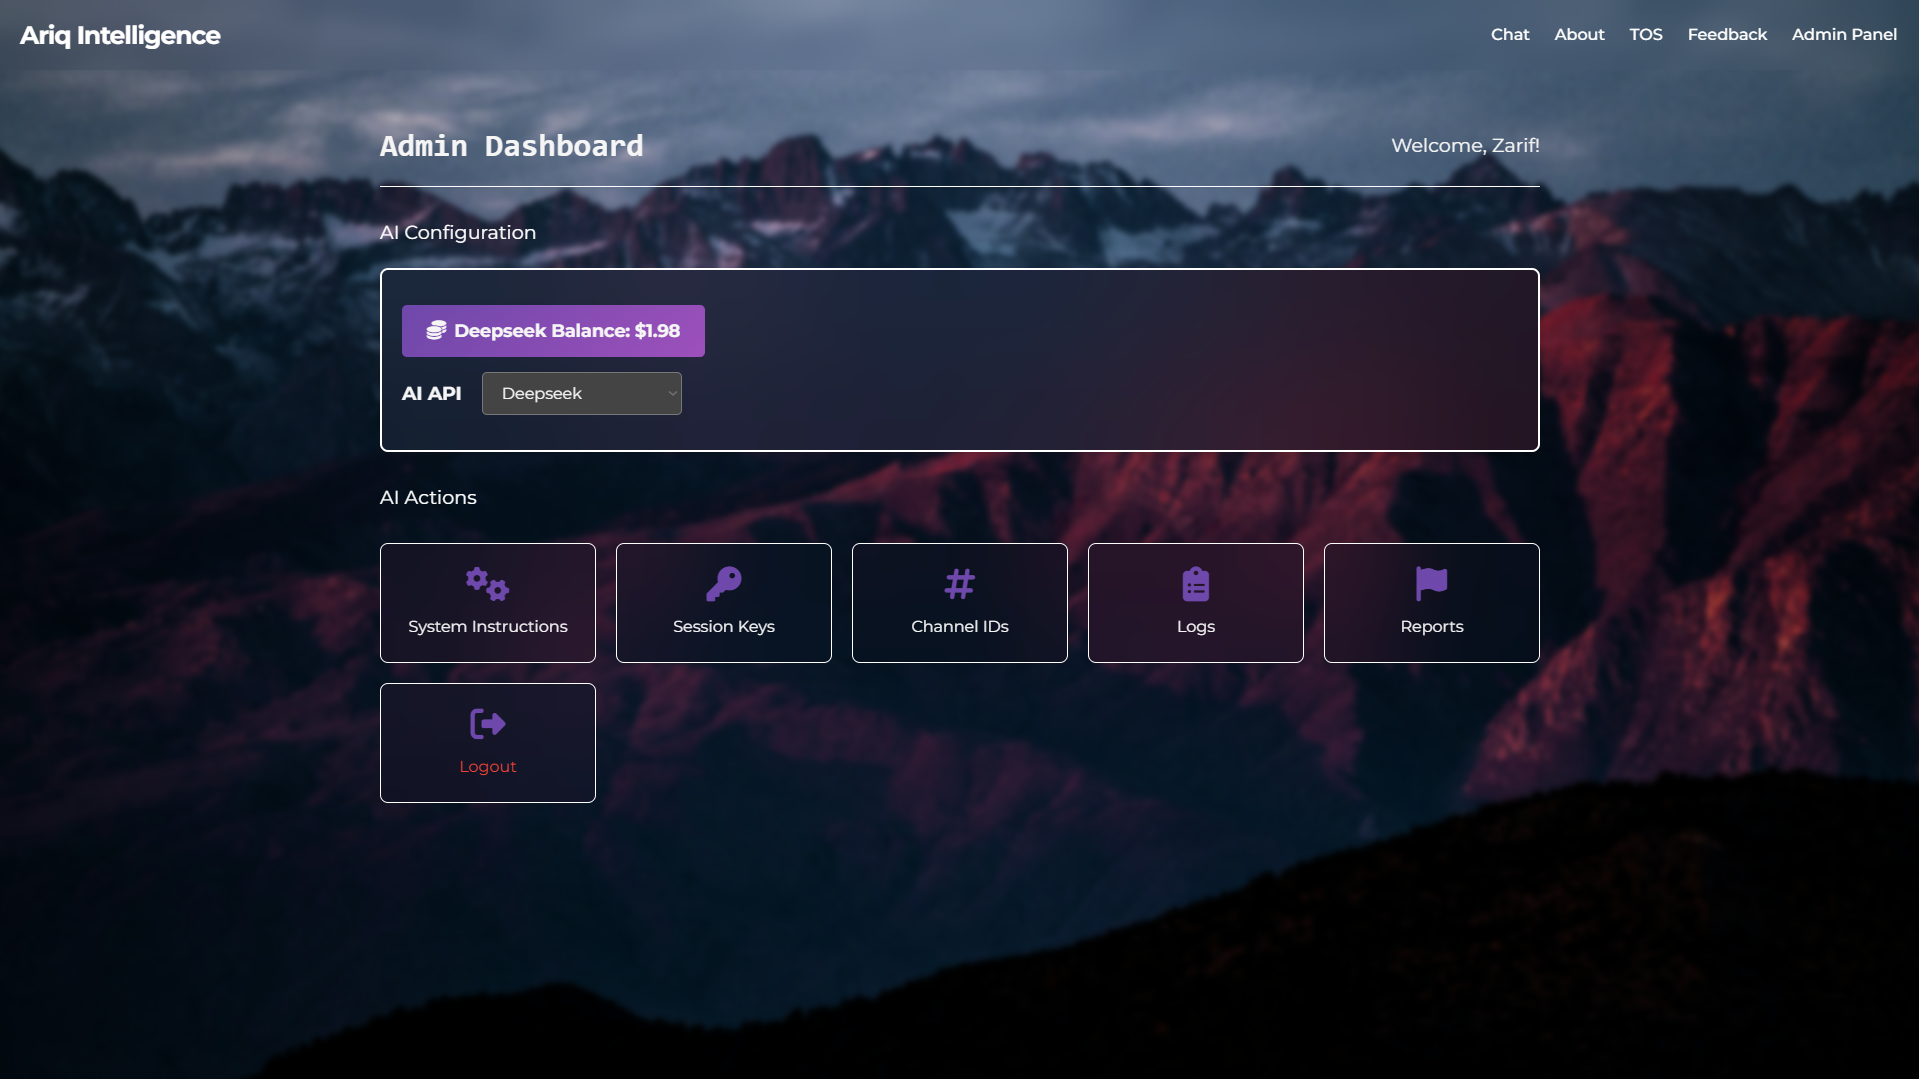 Ariq Intelligence
Chat About TOS Feedback Admin Panel
Admin Dashboard
Welcome, Zarif!
AI Configuration
Deepseek Balance: $1.98
AI API Deepseek
AI Actions
System Instructions
Session Keys
Channel IDs
Logs
Reports
Logout